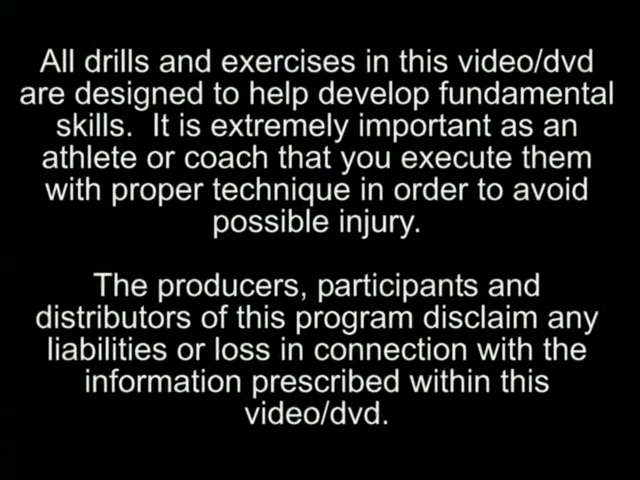 All drills and exercises in this video/dvd
are designed to help develop fundamental
skills.  It is extremely important as an
athlete or coach that you execute them
with proper technique in order to avoid
possible injury.
The producers, participants and
distributors of this program disclaim any
liabilities or loss in connection with the
information prescribed within this
video/dvd.